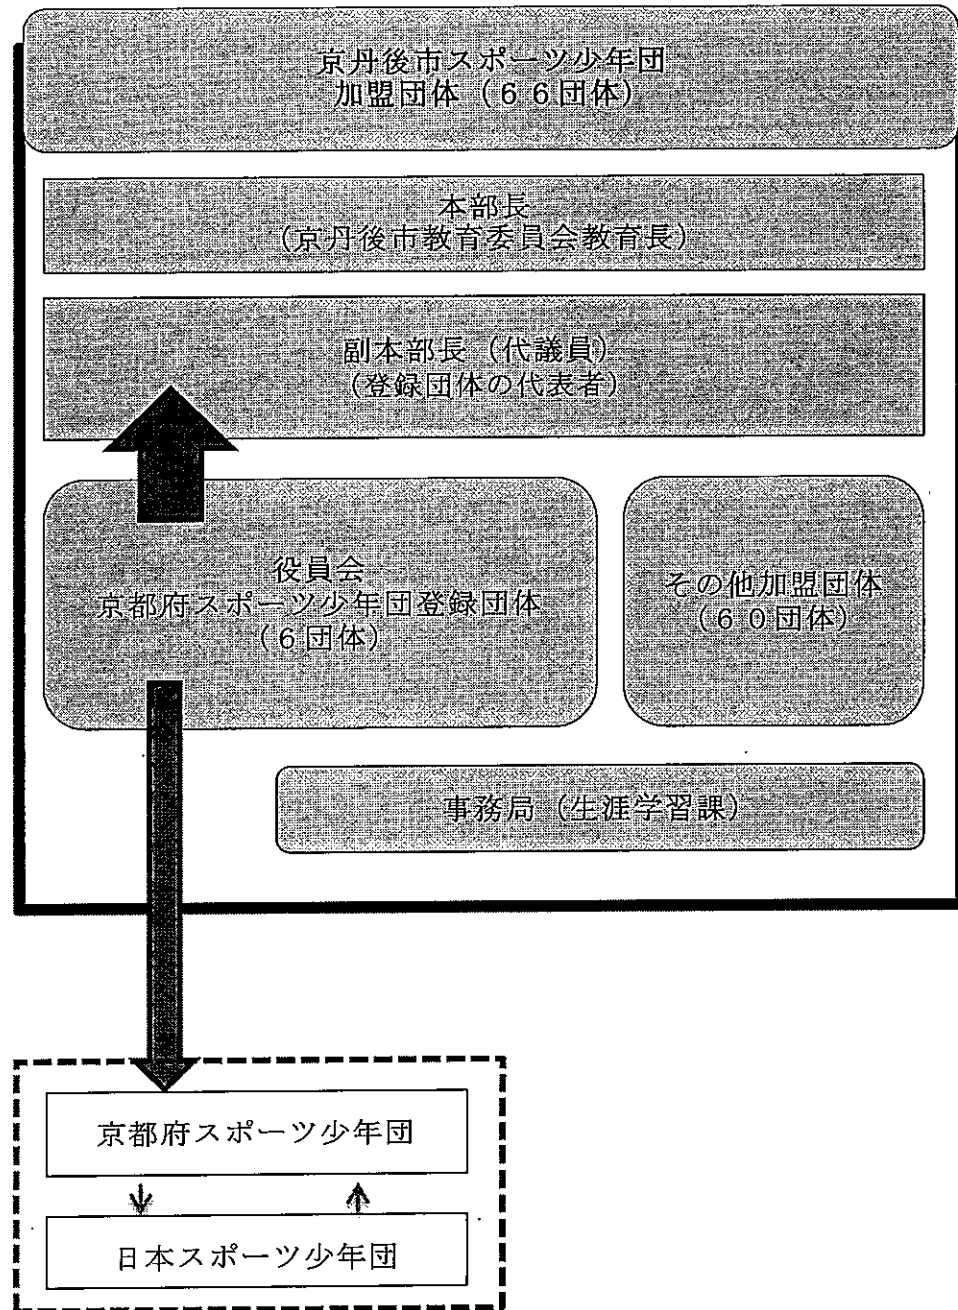 京丹後市スポーツ少年団
加盟団体（６６団体）
本部長
（京丹後市教育委員会教育長）
副本部長（代議員）
（登録団体の代表者）
役員会
京都府スポーツ少年団登録団体
（６団体）
その他加盟団体
（６０団体）
事務局（生涯学習課）
京都府スポーツ少年団
日本スポーツ少年団